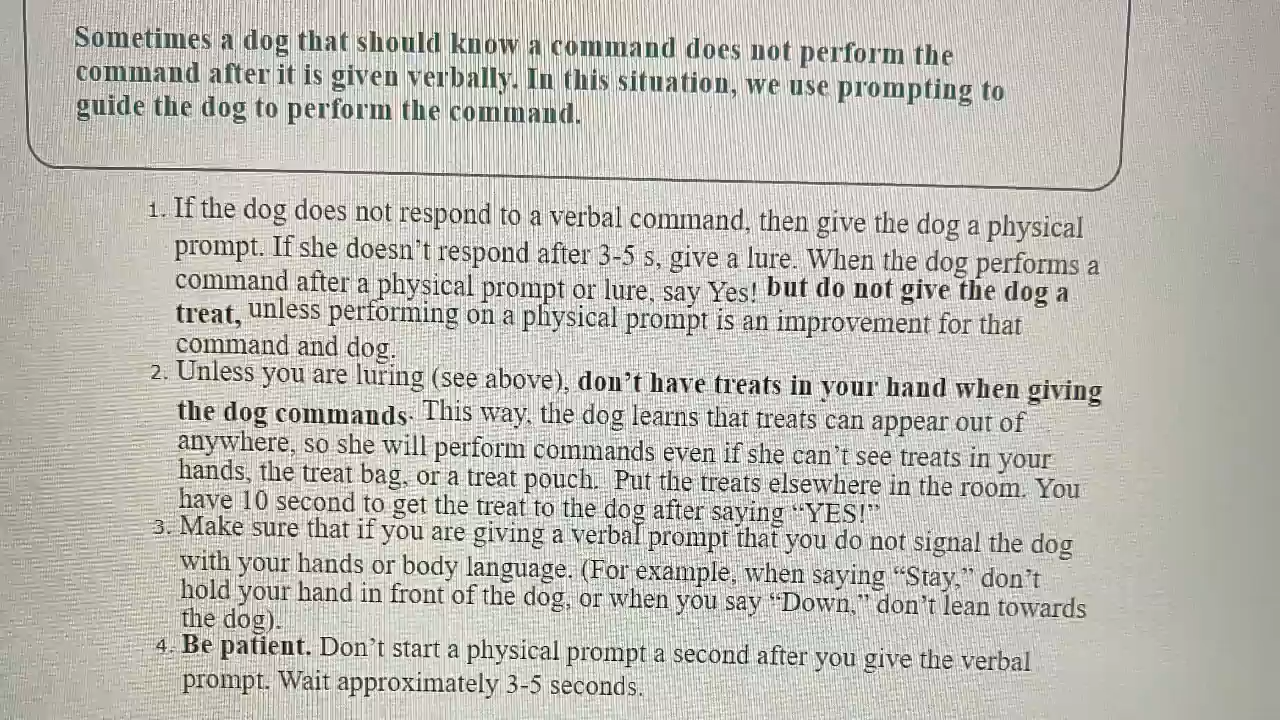 Sometimes a dog that should know a command does not perform the
command after it is given verbally. In this situation, we use prompting to
guide the dog to perform the command.
1. If the dog does not respond to a verbal command, then give the dog a physical
prompt. If she doesn't respond after 3-5 s, give a lure. When the dog performs a
command after a physical prompt or lure, say Yes! but do not give the dog a
treat, unless performing on a physical prompt is an improvement for that
command and dog.
2. Unless you are luring (see above), don't have treats in your hand when giving
the dog commands. This way, the dog learns that treats can appear out of
anywhere, so she will perform commands even if she can't see treats in your
hands, the treat bag, or a treat pouch. Put the treats elsewhere in the room. You
have 10 second to get the treat to the dog after saying "YES!"
3. Make sure that if you are giving a verbal prompt that you do not signal the dog
with your hands or body language. (For example, when saying "Stay," don't
hold your hand in front of the dog, or when you say "Down," don't lean towards
the dog).
4. Be patient. Don't start a physical prompt a second after you give the verbal
prompt. Wait approximately 3-5 seconds.